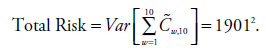 Total Risk = Var[∑_{w=1}^{10} C̃_{w,10}] = 1901².